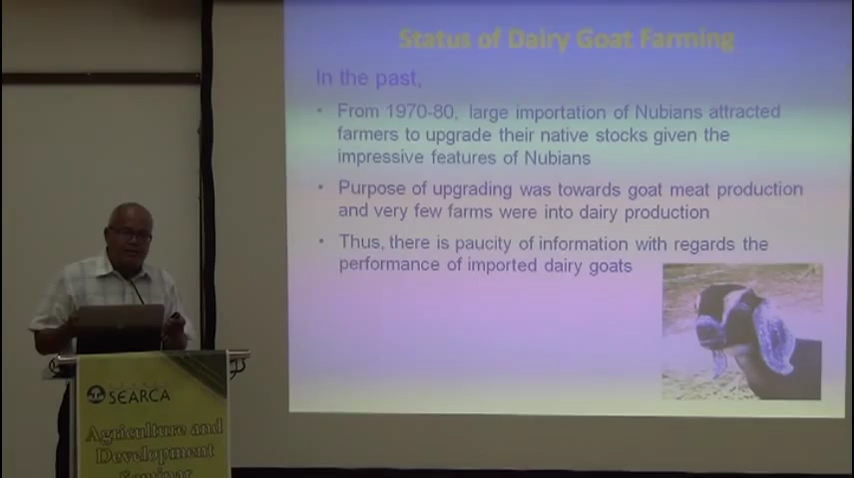 Status of Dairy Goat Farming
In the past,
• From 1970-80, large importation of Nubians attracted
farmers to upgrade their native stocks given the
impressive features of Nubians
• Purpose of upgrading was towards goat meat production
and very few farms were into dairy production
• Thus, there is paucity of information with regards the
performance of imported dairy goats
SEARCA
Agriculture and
Development
Seminar